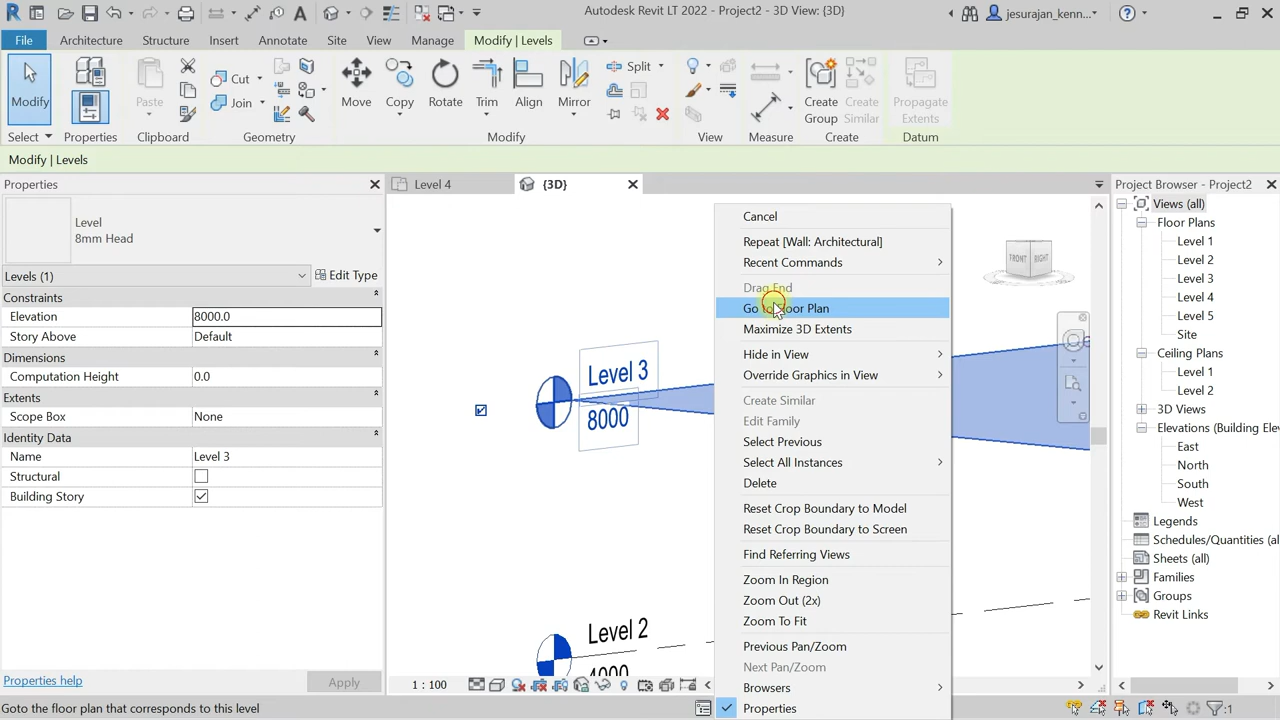 Autodesk Revit LT 2022 - Project2 - 3D View: {3D}
jesurajan_kenn...
File
Architecture
Structure
Insert
Annotate
Site
View
Manage
Modify | Levels
Modify
Select
Properties
Paste
Clipboard
Cut
Join
Geometry
Move
Copy
Rotate
Trim
Align
Mirror
Split
Modify
View
Measure
Create Group
Create Similar
Create
Propagate Extents
Datum
Modify | Levels
Properties
Level 4
{3D}
Project Browser - Project2
Level
8mm Head
Levels (1)
Edit Type
Constraints
Elevation 8000.0
Story Above Default
Dimensions
Computation Height 0.0
Extents
Scope Box None
Identity Data
Name Level 3
Structural
Building Story
Properties help
Apply
Level 3
8000
Level 2
4000
FRONT
RIGHT
Cancel
Repeat [Wall: Architectural]
Recent Commands
Drag End
Go to Floor Plan
Maximize 3D Extents
Hide in View
Override Graphics in View
Create Similar
Edit Family
Select Previous
Select All Instances
Delete
Reset Crop Boundary to Model
Reset Crop Boundary to Screen
Find Referring Views
Zoom In Region
Zoom Out (2x)
Zoom To Fit
Previous Pan/Zoom
Next Pan/Zoom
Browsers
Properties
Views (all)
Floor Plans
Level 1
Level 2
Level 3
Level 4
Level 5
Site
Ceiling Plans
Level 1
Level 2
3D Views
Elevations (Building Ele
East
North
South
West
Legends
Schedules/Quantities (al
Sheets (all)
Families
Groups
Revit Links
1 : 100
Goto the floor plan that corresponds to this level
:1